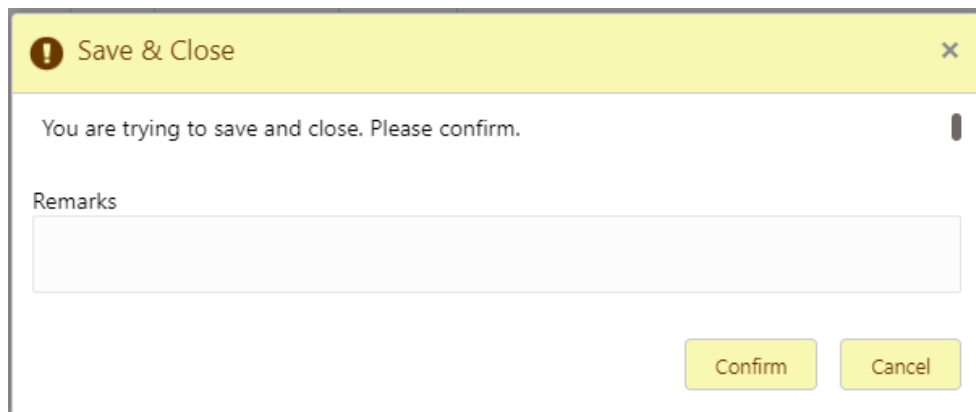 Save & Close
You are trying to save and close. Please confirm.
Remarks
Confirm
Cancel